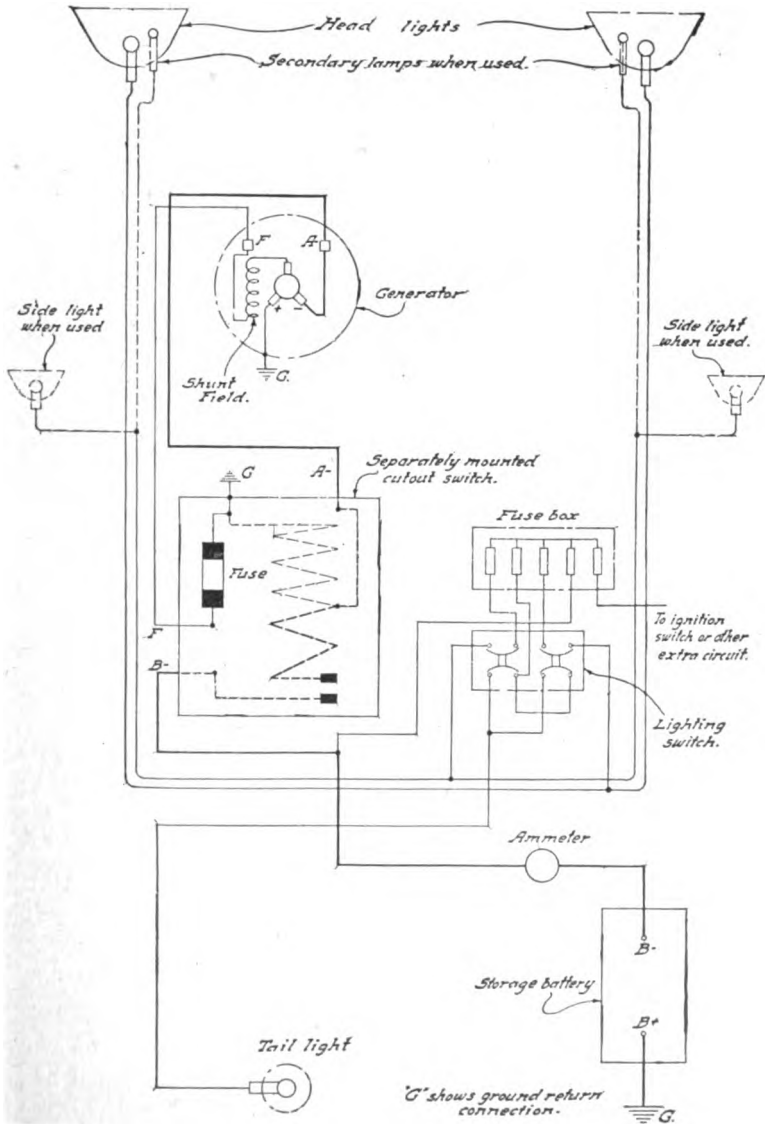 Head lights
Secondary lamps when used.
F
A-
Generator
+ -
G.
Shunt
Field.
Side light
when used
Side light
when used.
G
A-
Separately mounted
cutout switch.
Fuse box
Fuse
F
B-
To ignition
switch or other
extra circuit.
Lighting
switch.
Ammeter
B-
Storage battery
B+
Tail light
"G" shows ground return
connection.
G.